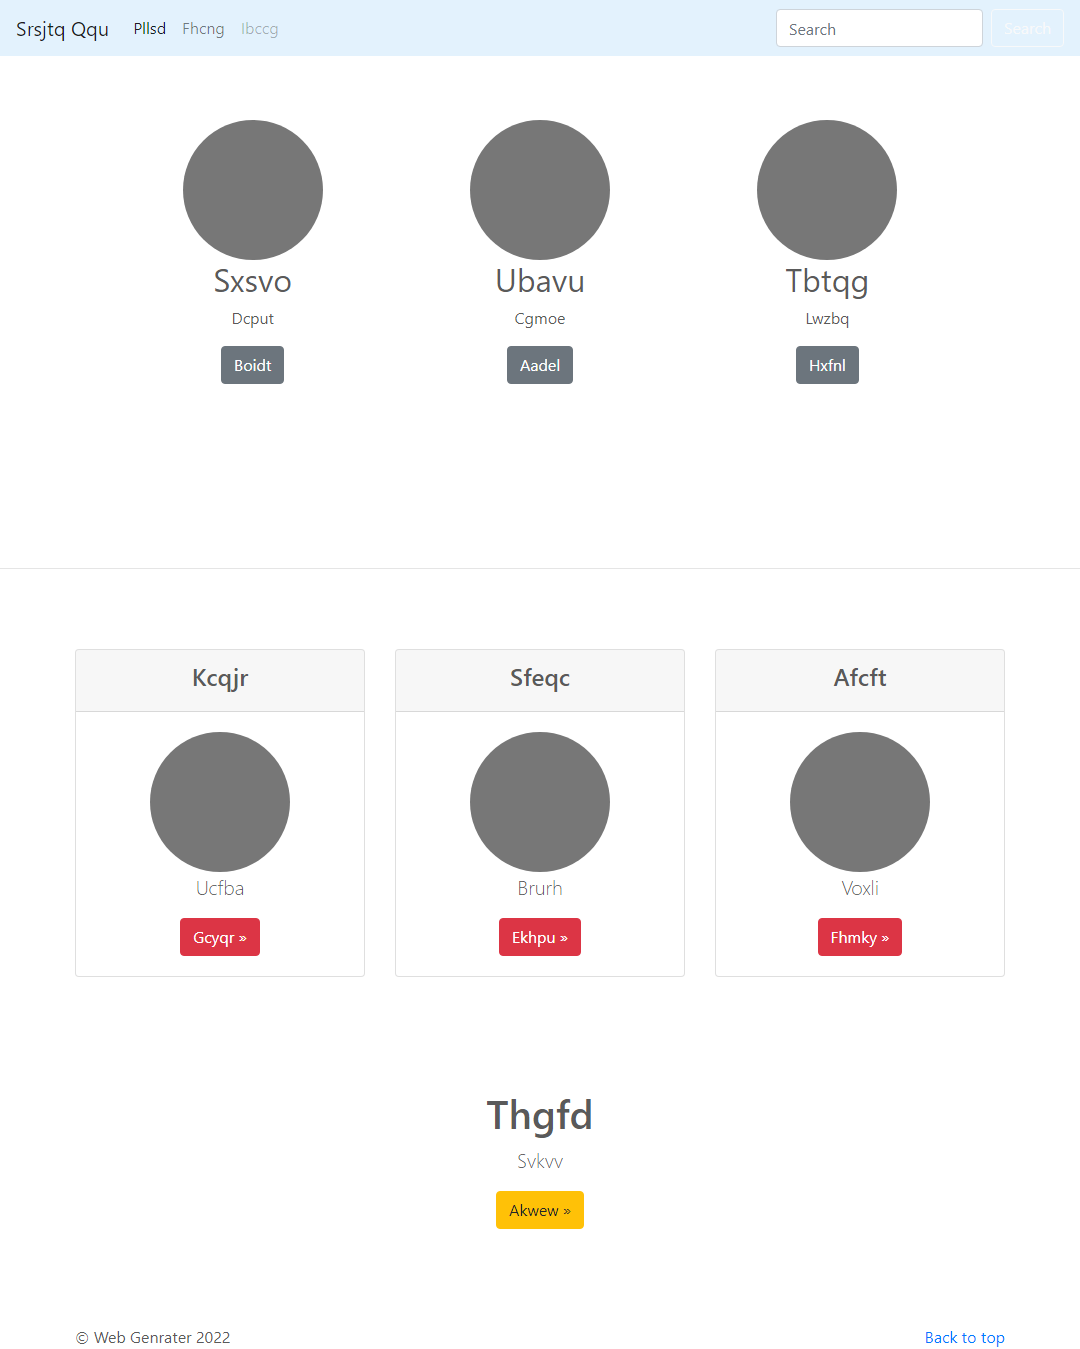 Srsjtq Qqu Pllsd Fhcng Ibccg Search Search
Sxsvo Ubavu Tbtqg
Dcput Cgmoe Lwzbq
Boidt Aadel Hxfnl
Kcqjr Sfeqc Afcft
Ucfba Brurh Voxli
Gcyqr » Ekhpu » Fhmky »
Thgfd
Svkvv
Akwew »
© Web Genrater 2022 Back to top